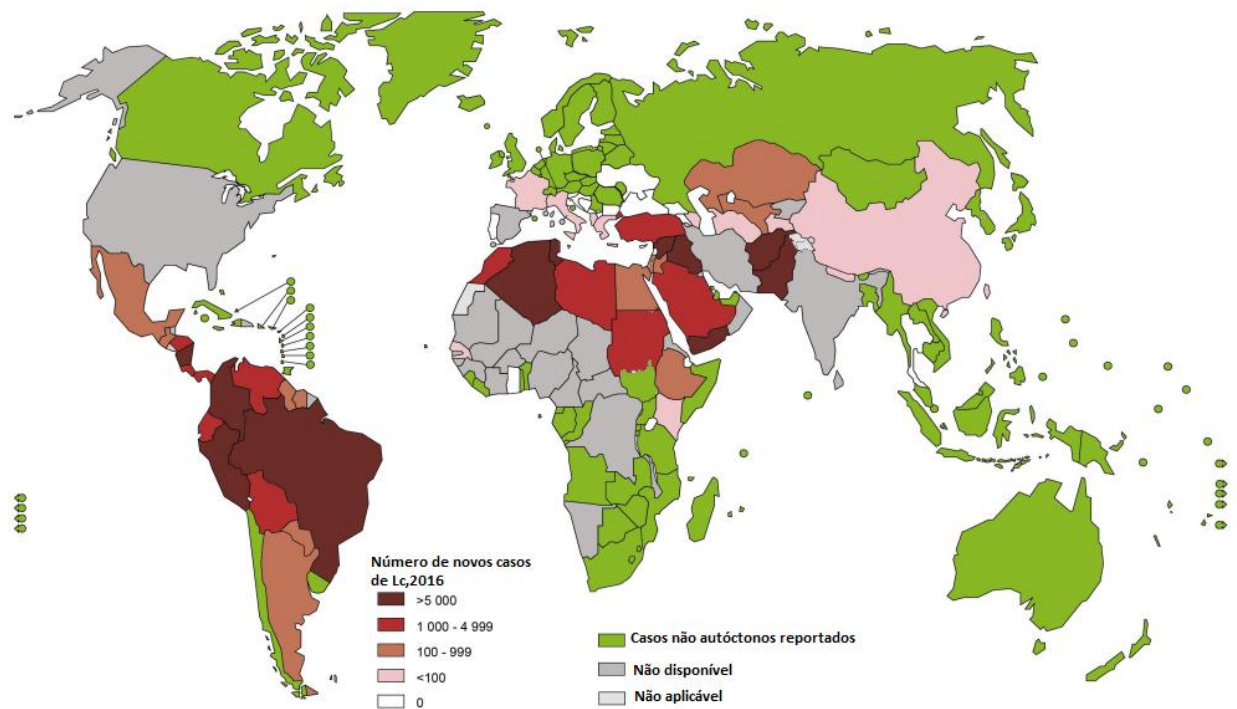 Número de novos casos
de Lc,2016
>5 000
1 000 - 4 999
100 - 999
<100
0
Casos não autóctonos reportados
Não disponível
Não aplicável